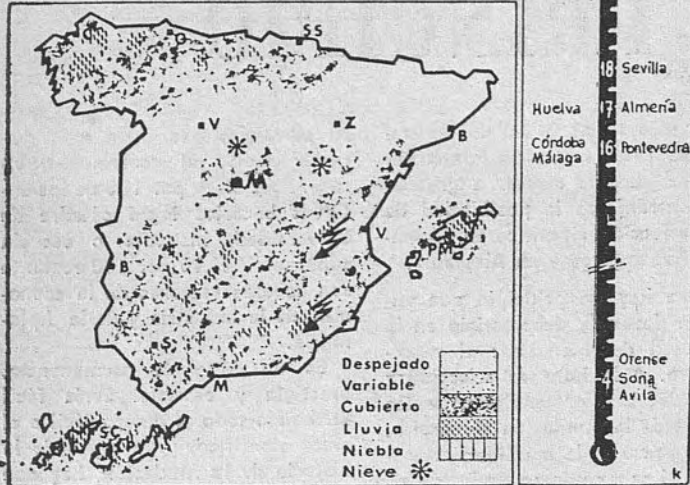 C
O
SS
V
Z
B
M
V
PM
B
S
M
SC
P
Despejado
Variable
Cubierto
Lluvia
Niebla
Nieve
18 Sevilla
Huelva 17 Almería
Córdoba 16 Pontevedra
Málaga
Orense
-4 Soria
Avila
k